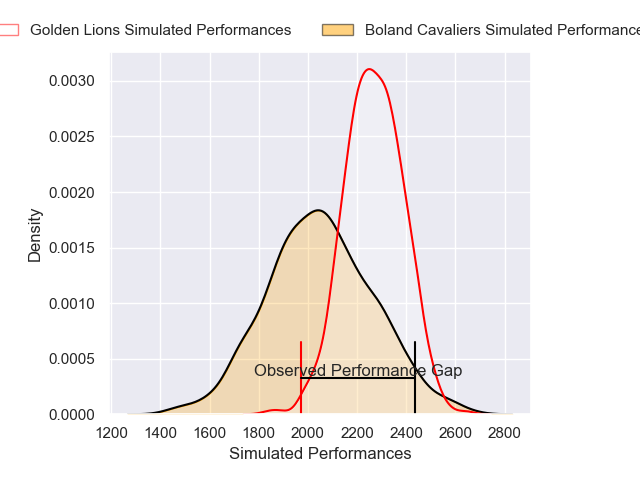 Golden Lions Simulated Performances
Boland Cavaliers Simulated Performance
0.0030
0.0025
0.0020
0.0015
0.0010
0.0005
0.0000
Density
Observed Performance Gap
1200 1400 1600 1800 2000 2200 2400 2600 2800
Simulated Performances